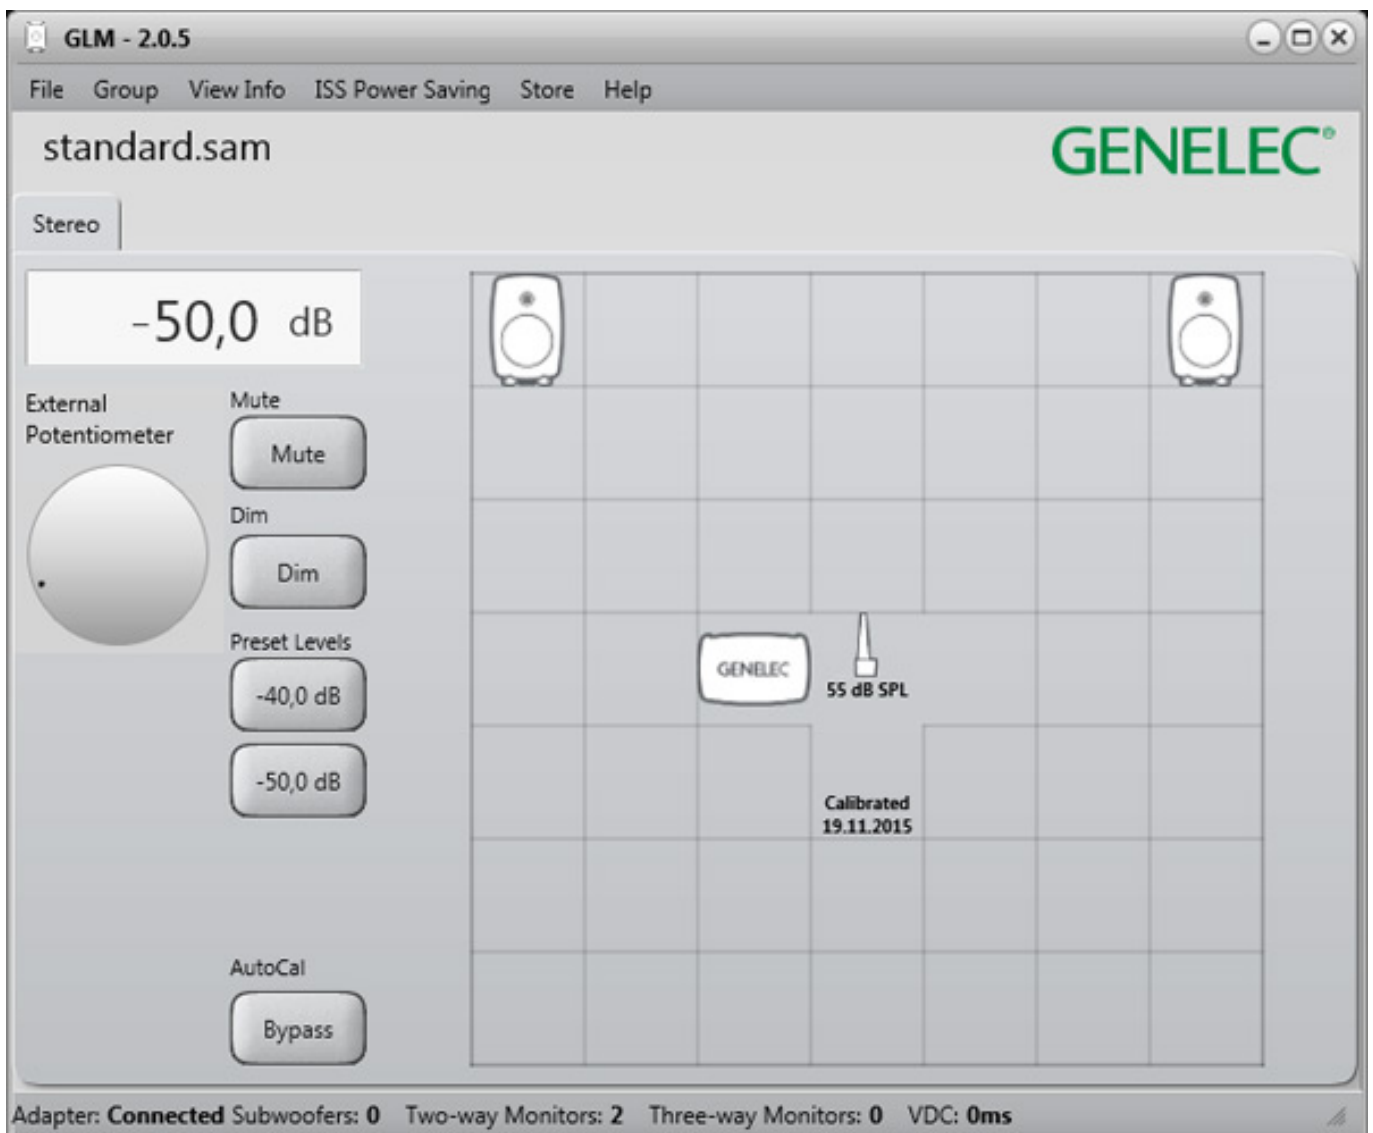 GLM - 2.0.5
File Group View Info ISS Power Saving Store Help
standard.sam
GENELEC®
Stereo
-50,0 dB
External
Potentiometer
Mute
Mute
Dim
Dim
Preset Levels
-40,0 dB
-50,0 dB
AutoCal
Bypass
GENELEC
55 dB SPL
Calibrated
19.11.2015
Adapter: Connected Subwoofers: 0 Two-way Monitors: 2 Three-way Monitors: 0 VDC: 0ms